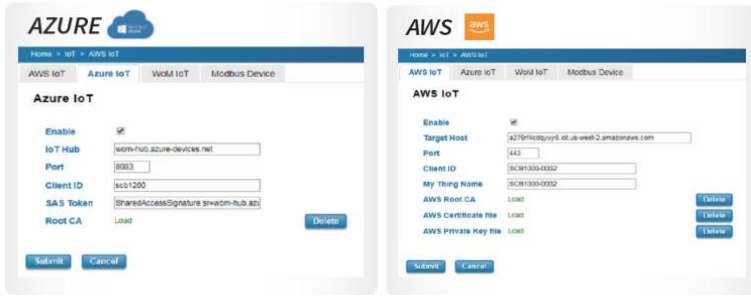 AZURE
Home > IoT > AWS IoT
AWS IoT Azure IoT WoM IoT Modbus Device
Azure IoT
Enable
IoT Hub wom-hub.azure-devices.net
Port 8083
Client ID scb1200
SAS Token SharedAccessSignature sr=wom-hub.azu
Root CA Load Delete
Submit Cancel
AWS aws
Home > IoT > AWS IoT
AWS IoT Azure IoT WoM IoT Modbus Device
AWS IoT
Enable
Target Host
Port 443
Client ID SCB1000-0002
My Thing Name SCB1000-0002
AWS Root CA Load Delete
AWS Certificate file Load Delete
AWS Private Key file Load Delete
Submit Cancel